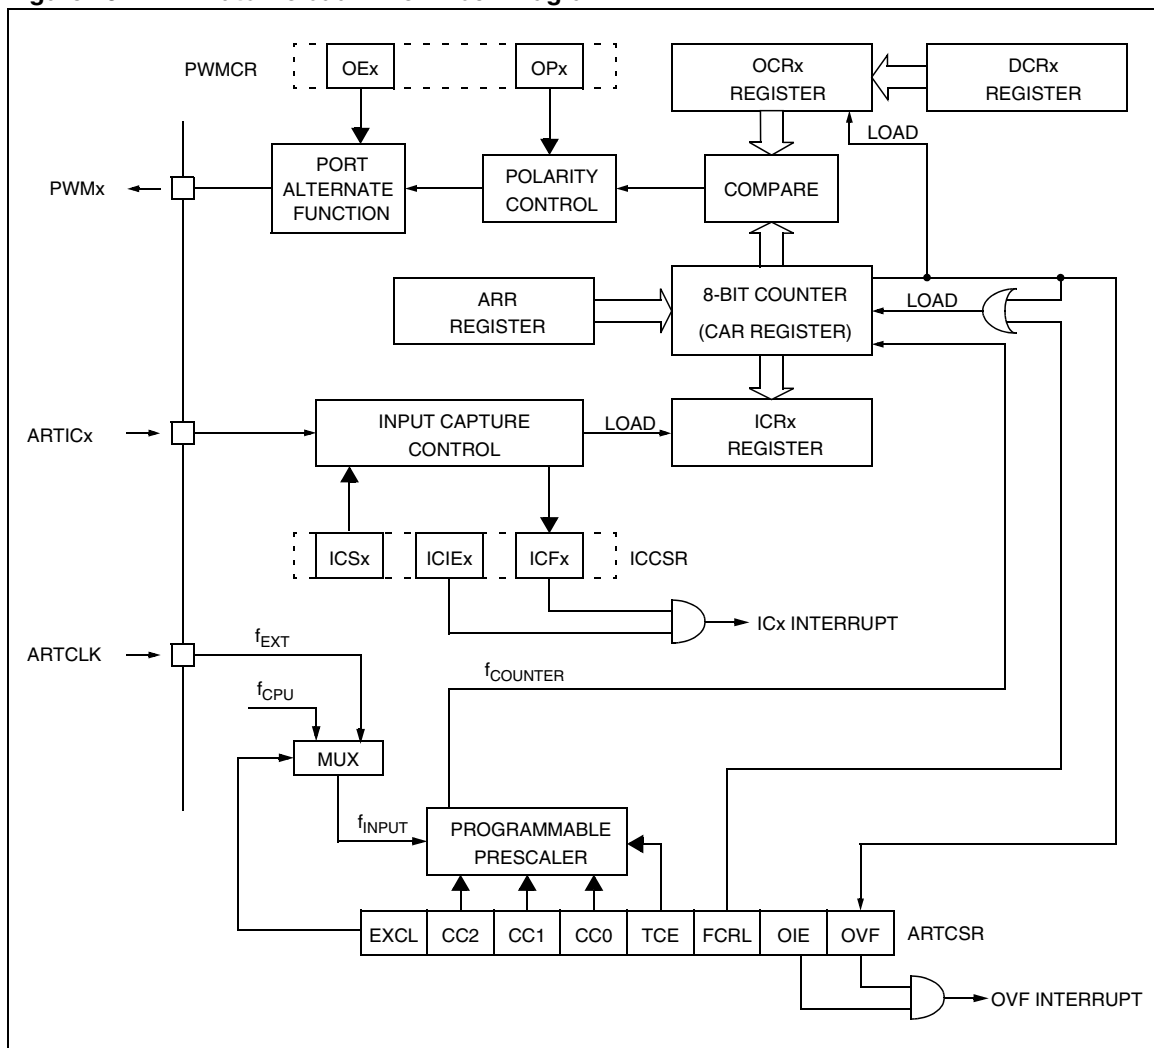 PWMCR
OEx
OPx
OCRx
REGISTER
DCRx
REGISTER
LOAD
PWMx
PORT
ALTERNATE
FUNCTION
POLARITY
CONTROL
COMPARE
ARR
REGISTER
8-BIT COUNTER
(CAR REGISTER)
LOAD
ARTICx
INPUT CAPTURE
CONTROL
LOAD
ICRx
REGISTER
ICSx
ICIEx
ICFx
ICCSR
ICx INTERRUPT
ARTCLK
fEXT
fCPU
fCOUNTER
MUX
fINPUT
PROGRAMMABLE
PRESCALER
EXCL
CC2
CC1
CC0
TCE
FCRL
OIE
OVF
ARTCSR
OVF INTERRUPT